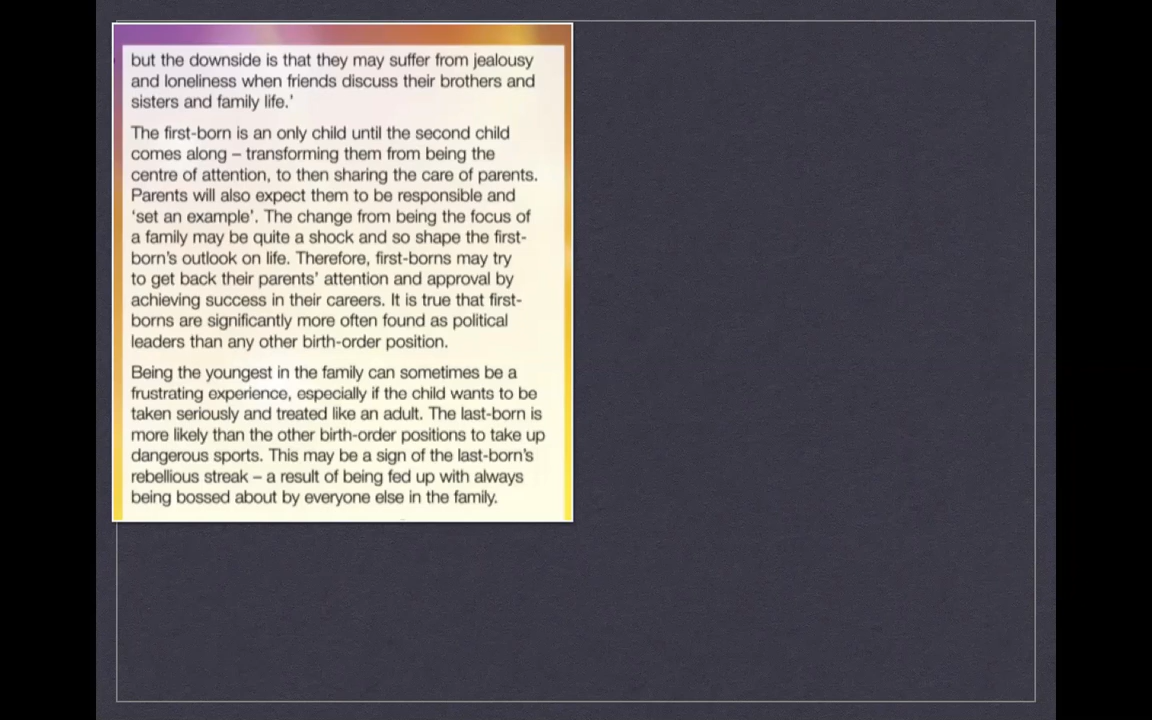 but the downside is that they may suffer from jealousy
and loneliness when friends discuss their brothers and
sisters and family life.'
The first-born is an only child until the second child
comes along – transforming them from being the
centre of attention, to then sharing the care of parents.
Parents will also expect them to be responsible and
‘set an example’. The change from being the focus of
a family may be quite a shock and so shape the first-
born’s outlook on life. Therefore, first-borns may try
to get back their parents’ attention and approval by
achieving success in their careers. It is true that first-
borns are significantly more often found as political
leaders than any other birth-order position.
Being the youngest in the family can sometimes be a
frustrating experience, especially if the child wants to be
taken seriously and treated like an adult. The last-born is
more likely than the other birth-order positions to take up
dangerous sports. This may be a sign of the last-born’s
rebellious streak – a result of being fed up with always
being bossed about by everyone else in the family.